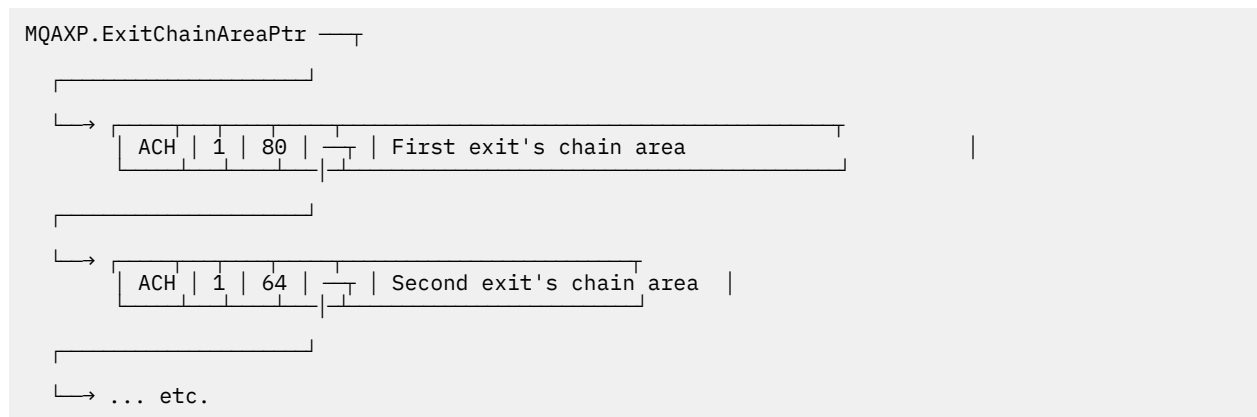 MQAXP.ExitChainAreaPtr ──┐
┌──────────────────┘
└──→ ┌─────┬───┬────┬─────┬──────────────────────────────────────────┐
│ ACH │ 1 │ 80 │ ──┐ │ First exit's chain area │
└─────┴───┴────┴───│─┴──────────────────────────────────────────┘
┌──────────────────┘
└──→ ┌─────┬───┬────┬─────┬─────────────────────────┐
│ ACH │ 1 │ 64 │ ──┐ │ Second exit's chain area │
└─────┴───┴────┴───│─┴─────────────────────────┘
┌──────────────────┘
└──→ ... etc.